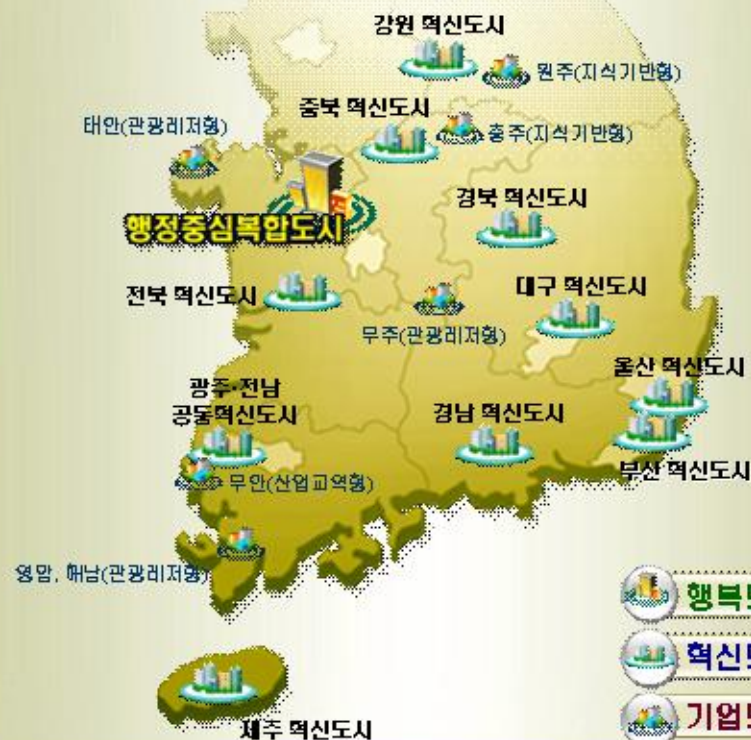 강원 혁신도시
원주(지식기반형)
중북 혁신도시
태안(관광레저형)
충주(지식기반형)
경북 혁신도시
행정중심복합도시
전북 혁신도시
대구 혁신도시
무주(관광레저형)
울산 혁신도시
광주·전남
공동혁신도시
경남 혁신도시
부산 혁신도시
무안(산업교역형)
영암, 해남(관광레저형)
행복도
혁신도
기업도
제주 혁신도시